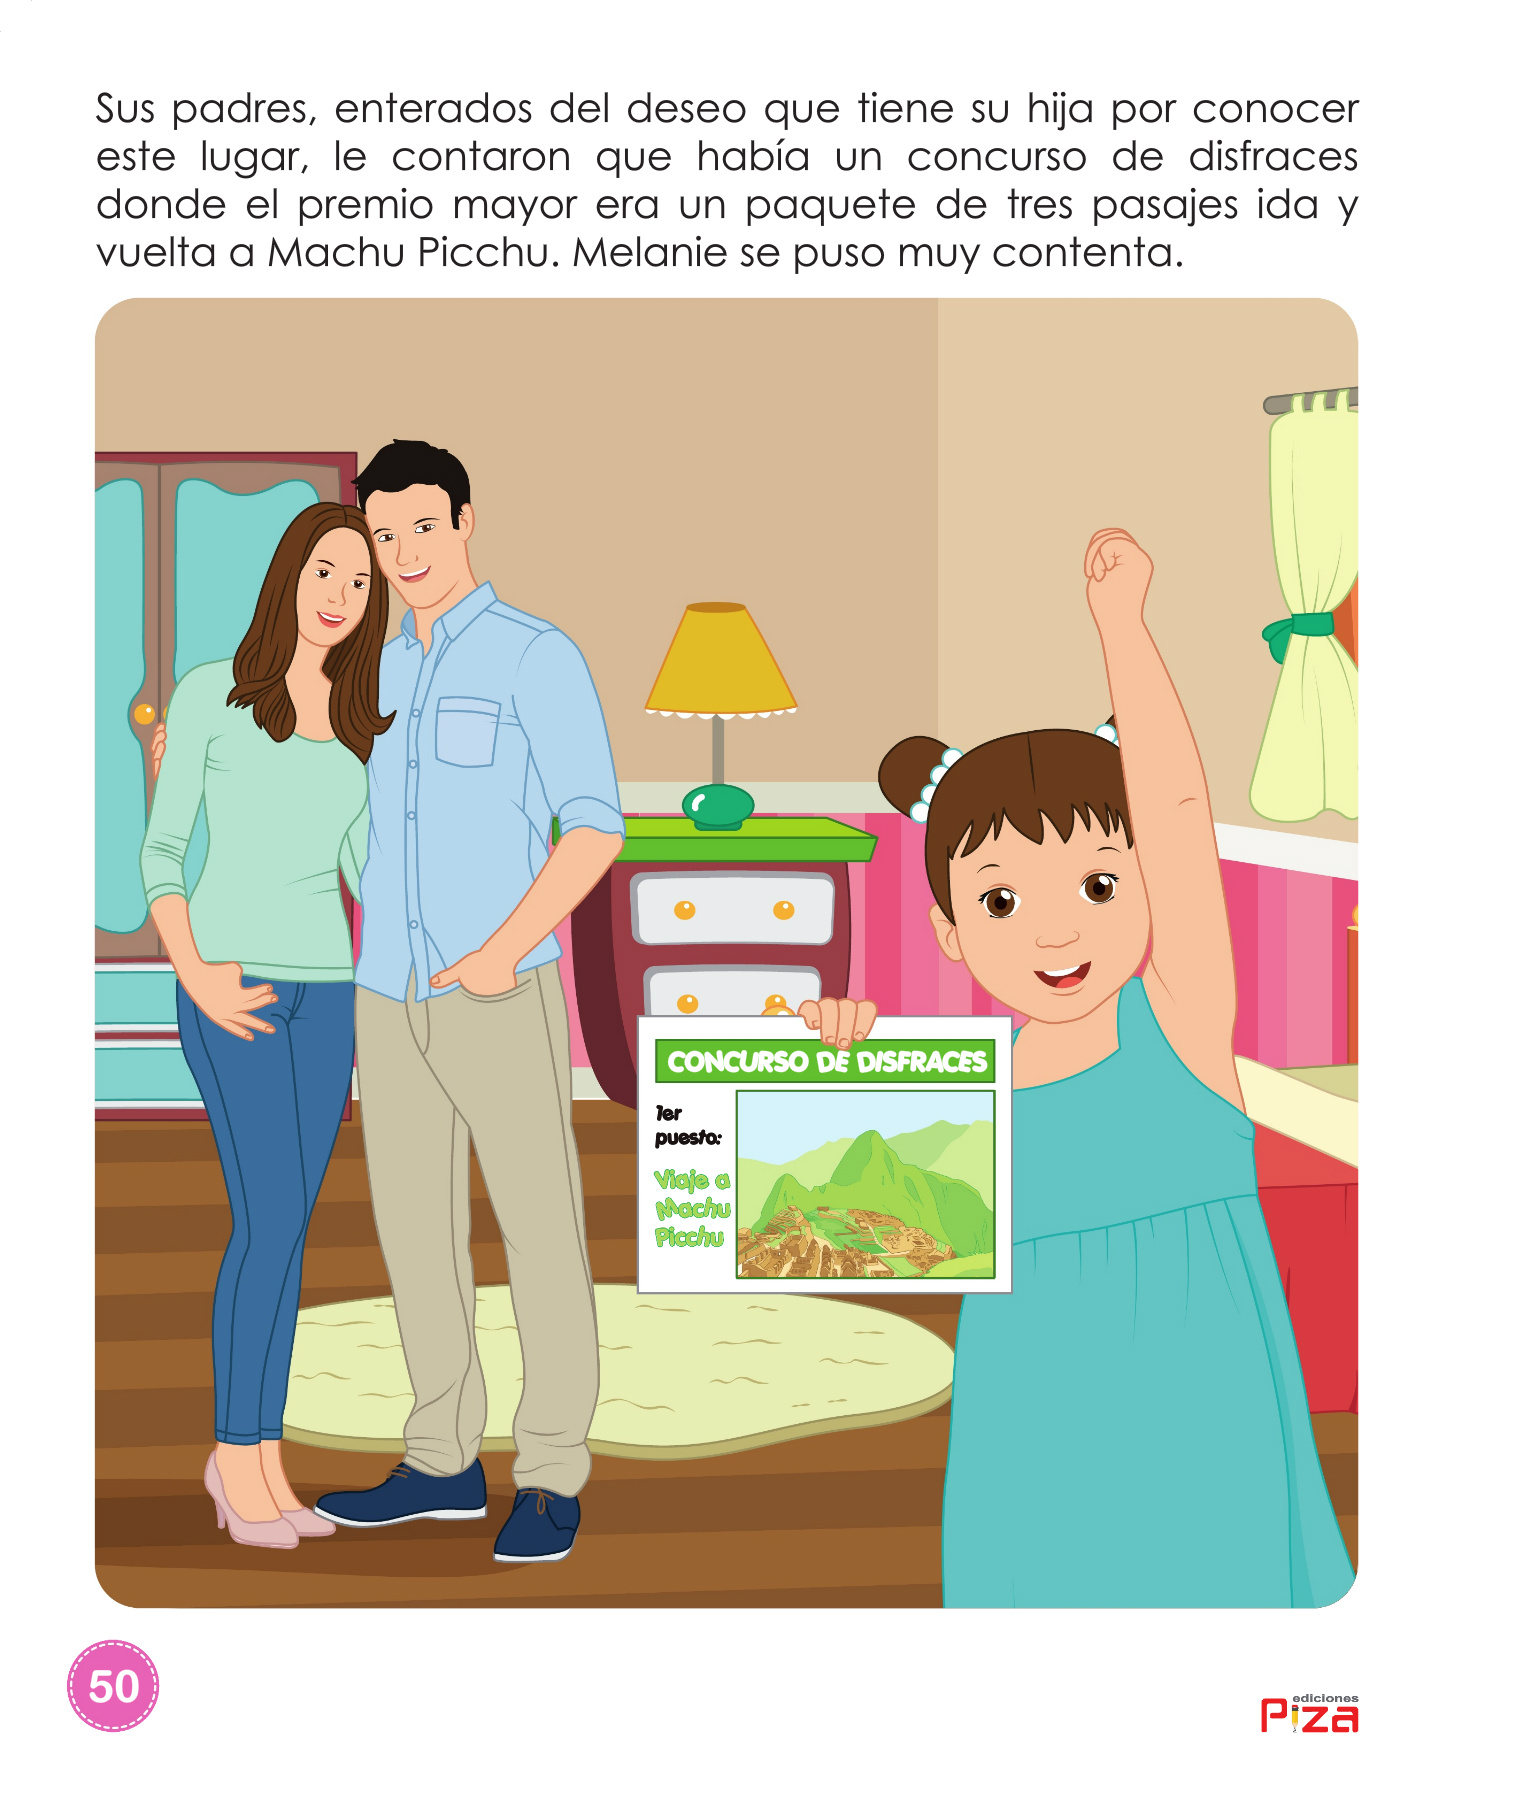 Sus padres, enterados del deseo que tiene su hija por conocer
este lugar, le contaron que había un concurso de disfraces
donde el premio mayor era un paquete de tres pasajes ida y
vuelta a Machu Picchu. Melanie se puso muy contenta.
CONCURSO DE DISFRACES
1er
puesto:
Viaje a
Machu
Picchu
50
ediciones
Piza